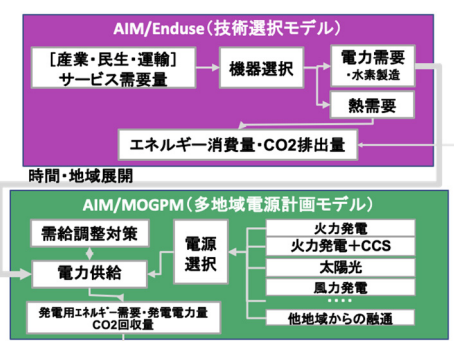 AIM/Enduse（技術選択モデル）
［産業・民生・運輸］
サービス需要量
機器選択
電力需要
・水素製造
熱需要
エネルギー消費量・CO2排出量
時間・地域展開
AIM/MOGPM（多地域電源計画モデル）
需給調整対策
電力供給
電源
選択
火力発電
火力発電＋CCS
太陽光
風力発電
・・・・
他地域からの融通
発電用ｴﾈﾙｷﾞｰ需要・発電電力量
CO2回収量